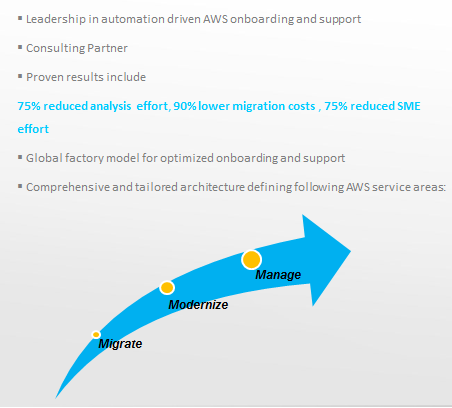 ▪ Leadership in automation driven AWS onboarding and support
▪ Consulting Partner
▪ Proven results include
75% reduced analysis effort, 90% lower migration costs , 75% reduced SME
effort
▪ Global factory model for optimized onboarding and support
▪ Comprehensive and tailored architecture defining following AWS service areas:
Manage
Modernize
Migrate